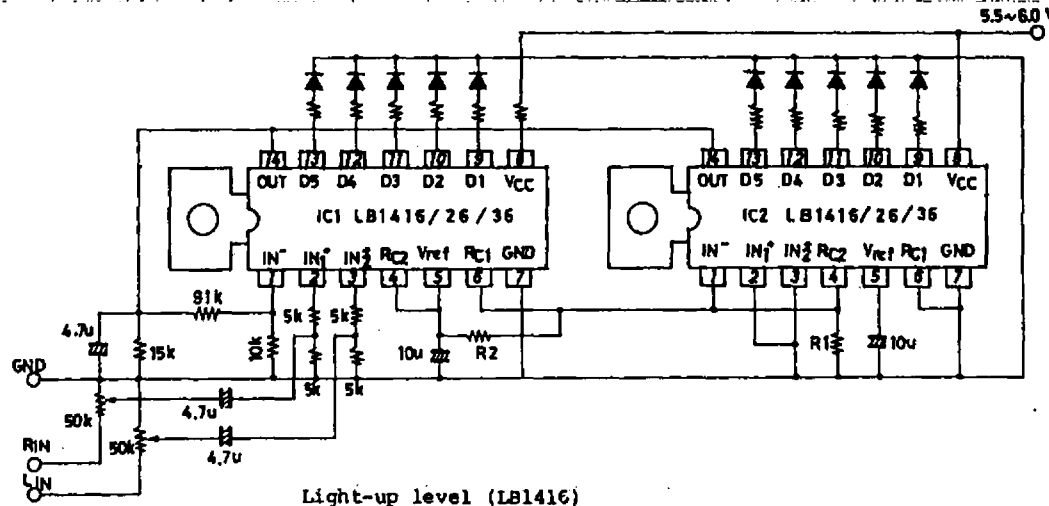 5.5~6.0 V
14 13 12 11 10 9 8
OUT D5 D4 D3 D2 D1 VCC
IC1 LB1416/26/36
IN⁻ IN₁⁺ IN₂⁺ RC2 Vref RC1 GND
1 2 3 4 5 6 7
14 13 12 11 10 9 8
OUT D5 D4 D3 D2 D1 VCC
IC2 LB1416/26/36
IN⁻ IN₁⁺ IN₂⁺ RC2 Vref RC1 GND
1 2 3 4 5 6 7
81k
5k
5k
4.7u
15k
10k
5k
5k
10u
R2
R1
10u
GND
50k
4.7u
RIN
50k
4.7u
LIN
Light-up level (LB1416)